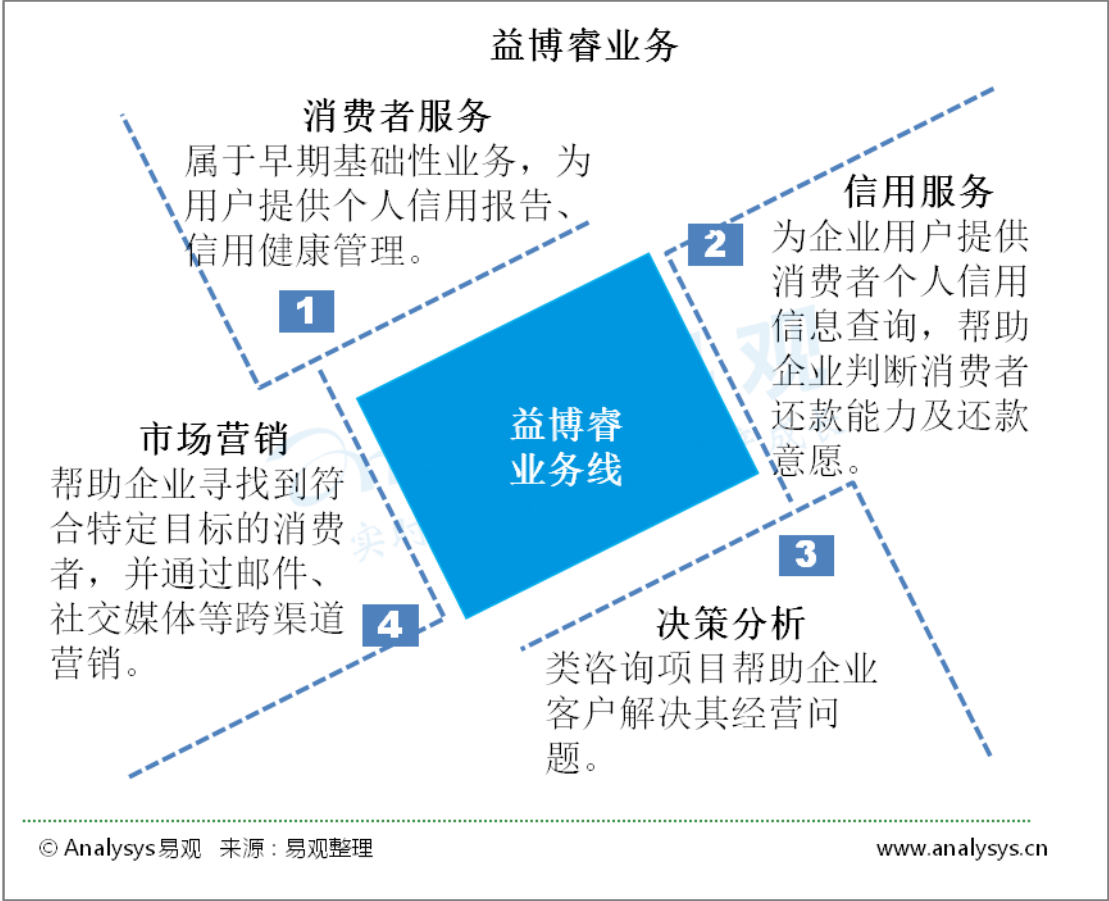 益博睿业务
消费者服务
属于早期基础性业务，为
用户提供个人信用报告、
信用健康管理。
1
2
信用服务
为企业用户提供
消费者个人信用
信息查询，帮助
企业判断消费者
还款能力及还款
意愿。
益博睿
业务线
市场营销
帮助企业寻找到符
合特定目标的消费
者，并通过邮件、
社交媒体等跨渠道
营销。
4
3
决策分析
类咨询项目帮助企业
客户解决其经营问
题。
观
© Analysys易观 来源：易观整理
www.analysys.cn